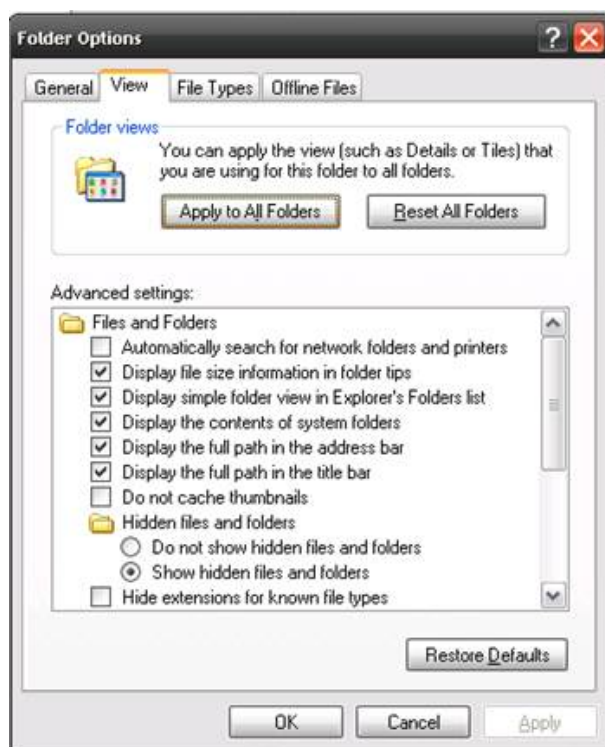 Folder Options
General View File Types Offline Files
Folder views
You can apply the view (such as Details or Tiles) that
you are using for this folder to all folders.
Apply to All Folders Reset All Folders
Advanced settings:
Files and Folders
Automatically search for network folders and printers
Display file size information in folder tips
Display simple folder view in Explorer's Folders list
Display the contents of system folders
Display the full path in the address bar
Display the full path in the title bar
Do not cache thumbnails
Hidden files and folders
Do not show hidden files and folders
Show hidden files and folders
Hide extensions for known file types
Restore Defaults
OK Cancel Apply